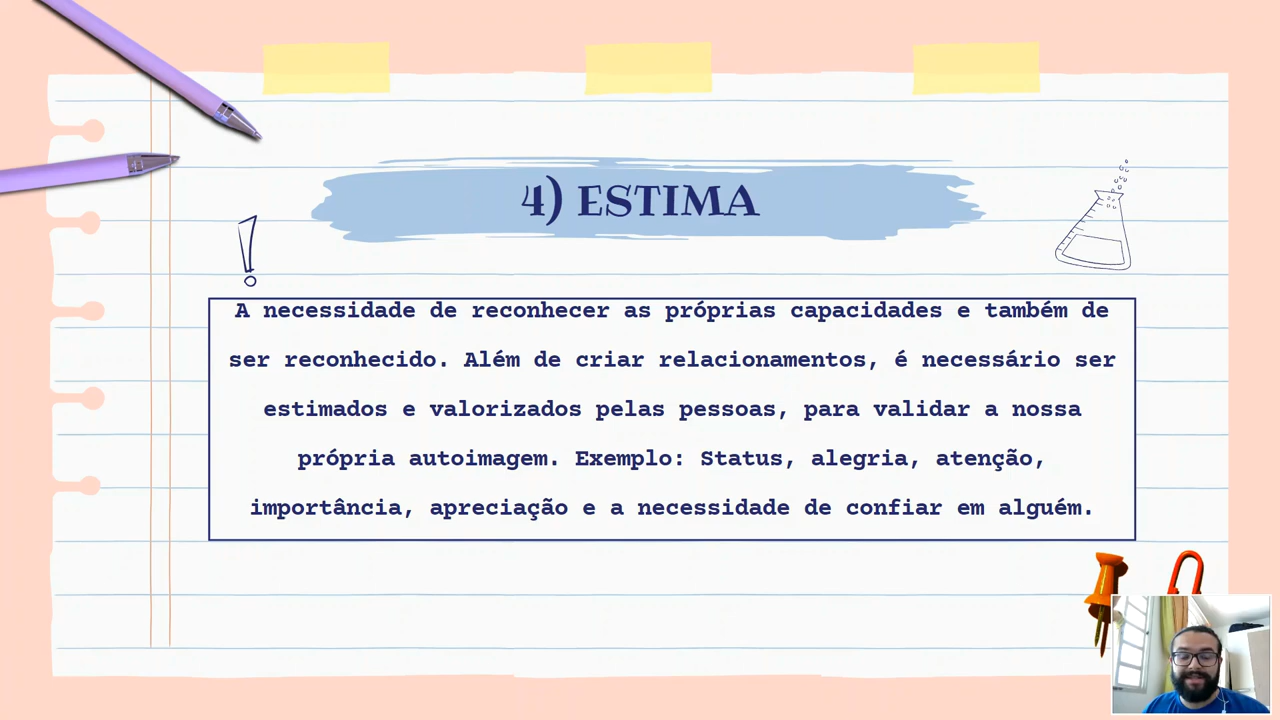 4) ESTIMA
A necessidade de reconhecer as próprias capacidades e também de
ser reconhecido. Além de criar relacionamentos, é necessário ser
estimados e valorizados pelas pessoas, para validar a nossa
própria autoimagem. Exemplo: Status, alegria, atenção,
importância, apreciação e a necessidade de confiar em alguém.